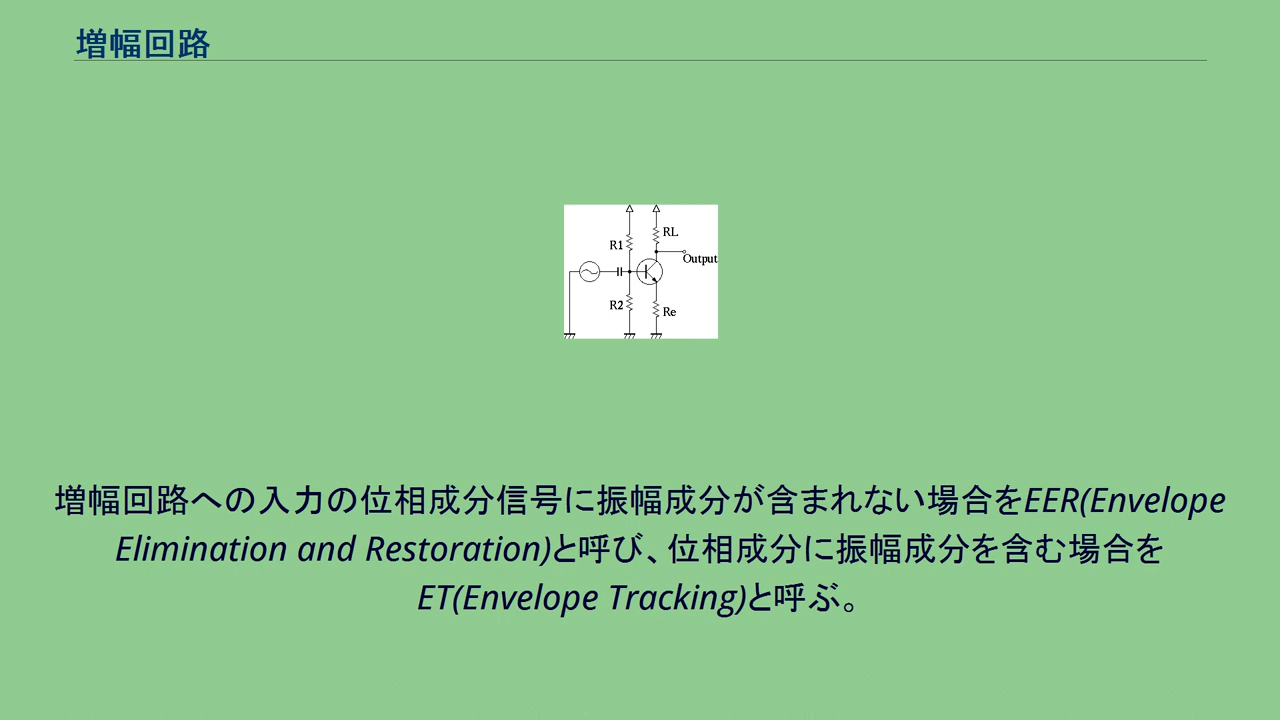 増幅回路
R1
RL
Output
R2
Re
増幅回路への入力の位相成分信号に振幅成分が含まれない場合をEER(Envelope
Elimination and Restoration)と呼び、位相成分に振幅成分を含む場合を
ET(Envelope Tracking)と呼ぶ。